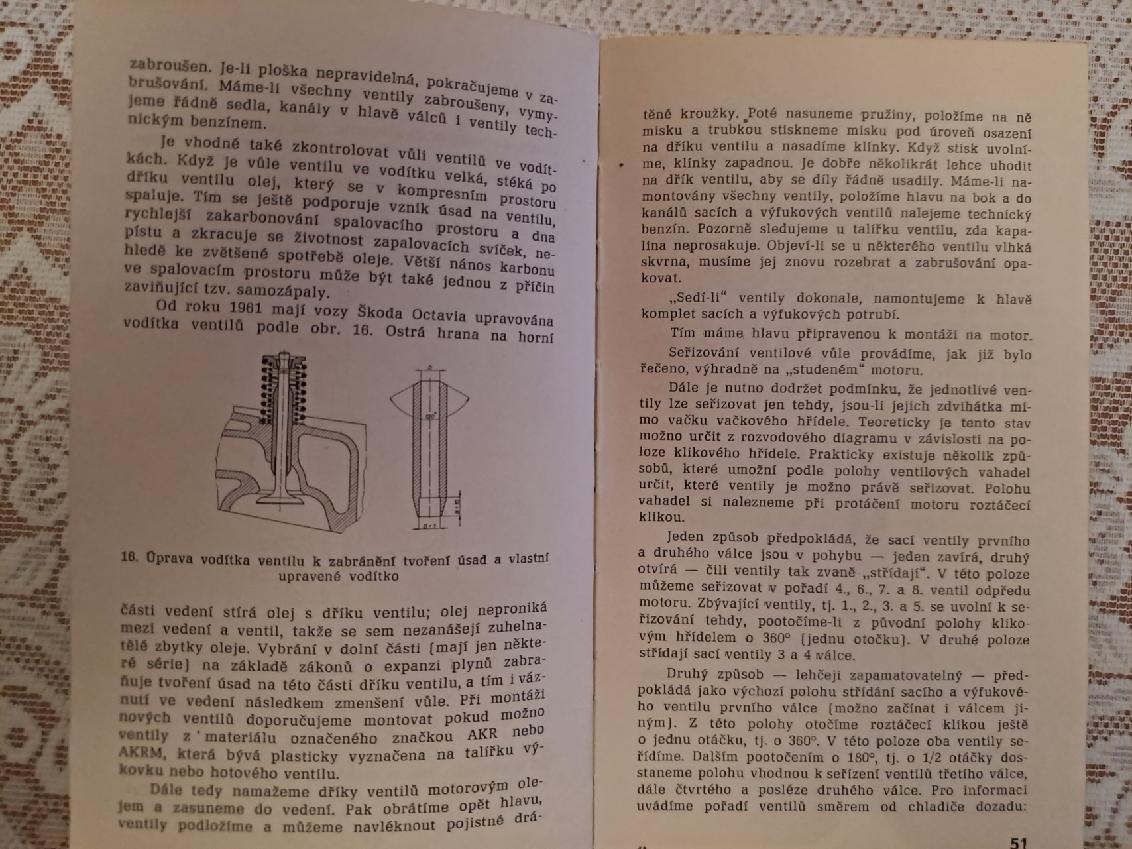 zabroušen. Je-li ploška nepravidelná, pokračujeme v za-
brušování. Máme-li všechny ventily zabroušeny, vymy-
jeme řádně sedla, kanály v hlavě válců i ventily tech-
nickým benzínem.
Je vhodné také zkontrolovat vůli ventilů ve vodít-
kách. Když je vůle ventilu ve vodítku velká, stéká po
dříku ventilu olej, který se v kompresním prostoru
spaluje. Tím se ještě podporuje vznik úsad na ventilu,
rychlejší zakarbonování spalovacího prostoru a dna
pístu a zkracuje se životnost zapalovacích svíček, ne-
hledě ke zvětšené spotřebě oleje. Větší nános karbonu
ve spalovacím prostoru může být také jednou z příčin
zaviňující tzv. samozápaly.
Od roku 1961 mají vozy Škoda Octavia upravována
vodítka ventilů podle obr. 16. Ostrá hrana na horní
16. Úprava vodítka ventilu k zabránění tvoření úsad a vlastní
upravené vodítko
části vedení stírá olej s dříku ventilu; olej neproniká
mezi vedení a ventil, takže se sem nezanášejí zuhelna-
tělé zbytky oleje. Vybrání v dolní části (mají jen někte-
ré série) na základě zákonů o expanzi plynů zabra-
ňuje tvoření úsad na této části dříku ventilu, a tím i váz-
nutí ve vedení následkem zmenšení vůle. Při montáži
nových ventilů doporučujeme montovat pokud možno
ventily z materiálu označeného značkou AKR nebo
AKRM, která bývá plasticky vyznačena na talířku vý-
kovku nebo hotového ventilu.
Dále tedy namažeme dříky ventilů motorovým ole-
jem a zasuneme do vedení. Pak obrátíme opět hlavu,
ventily podložíme a můžeme navléknout pojistné drá-
těné kroužky. Poté nasuneme pružiny, položíme na ně
misku a trubkou stiskneme misku pod úroveň osazení
na dříku ventilu a nasadíme klínky. Když stisk uvolní-
me, klínky zapadnou. Je dobře několikrát lehce uhodit
na dřík ventilu, aby se díly řádně usadily. Máme-li na-
montovány všechny ventily, položíme hlavu na bok a do
kanálů sacích a výfukových ventilů nalejeme technický
benzín. Pozorně sledujeme u talířku ventilu, zda kapa-
lina neprosakuje. Objeví-li se u některého ventilu vlhká
skvrna, musíme jej znovu rozebrat a zabrušování opa-
kovat.
„Sedí-li“ ventily dokonale, namontujeme k hlavě
komplet sacích a výfukových potrubí.
Tím máme hlavu připravenou k montáži na motor.
Seřizování ventilové vůle provádíme, jak již bylo
řečeno, výhradně na „studeném“ motoru.
Dále je nutno dodržet podmínku, že jednotlivé ven-
tily lze seřizovat jen tehdy, jsou-li jejich zdvihátka mi-
mo vačku vačkového hřídele. Teoreticky je tento stav
možno určit z rozvodového diagramu v závislosti na po-
loze klikového hřídele. Prakticky existuje několik způ-
sobů, které umožní podle polohy ventilových vahadel
určit, které ventily je možno právě seřizovat. Polohu
vahadel si nalezneme při protáčení motoru roztáčecí
klikou.
Jeden způsob předpokládá, že sací ventily prvního
a druhého válce jsou v pohybu — jeden zavírá, druhý
otvírá — čili ventily tak zvaně „střídají“. V této poloze
můžeme seřizovat v pořadí 4., 6., 7. a 8. ventil odpředu
motoru. Zbývající ventily, tj. 1., 2., 3. a 5. se uvolní k se-
řizování tehdy, pootočíme-li z původní polohy kliko-
vým hřídelem o 360° (jednu otočku). V druhé poloze
střídají sací ventily 3 a 4 válce.
Druhý způsob — lehčeji zapamatovatelný — před-
pokládá jako výchozí polohu střídání sacího a výfukové-
ho ventilu prvního válce (možno začínat i válcem ji-
ným). Z této polohy otočíme roztáčecí klikou ještě
o jednu otáčku, tj. o 360°. V této poloze oba ventily se-
řídíme. Dalším pootočením o 180°, tj. o 1/2 otáčky dos-
taneme polohu vhodnou k seřízení ventilů třetího válce,
dále čtvrtého a posléze druhého válce. Pro informaci
uvádíme pořadí ventilů směrem od chladiče dozadu:
51